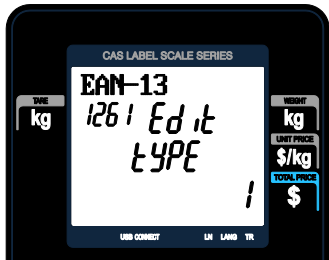 CAS LABEL SCALE SERIES
EAN-13
1261 Edit
tYPE
1
TARE
kg
WEIGHT
kg
UNIT PRICE
$/kg
TOTAL PRICE
$
USB CONNECT LN LANG TR